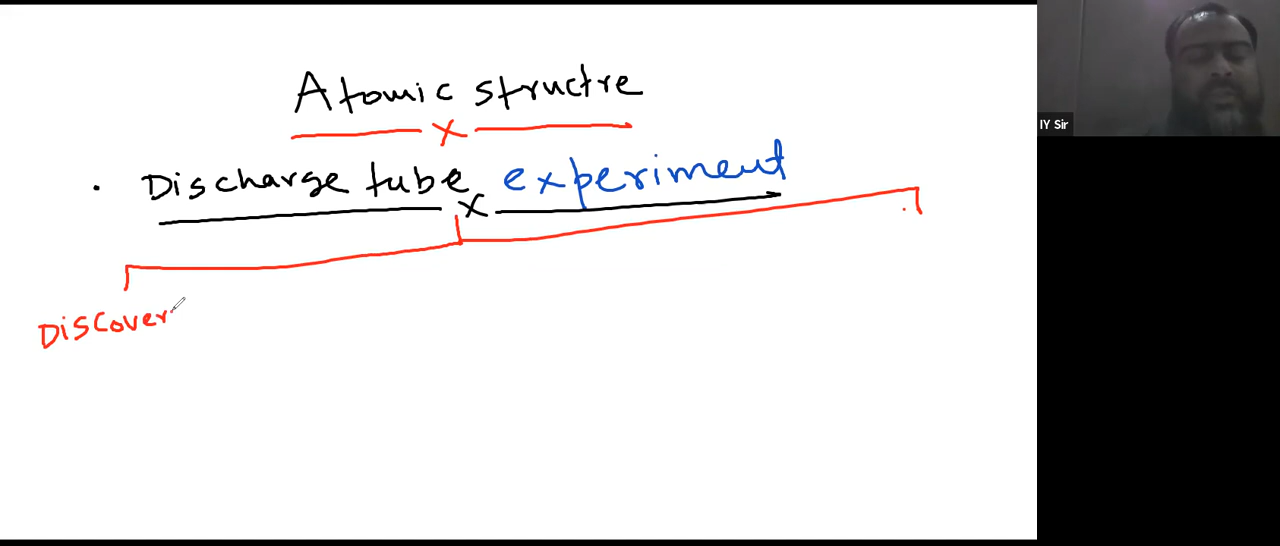 Atomic structre
. Discharge tube experiment
Discover
IY Sir